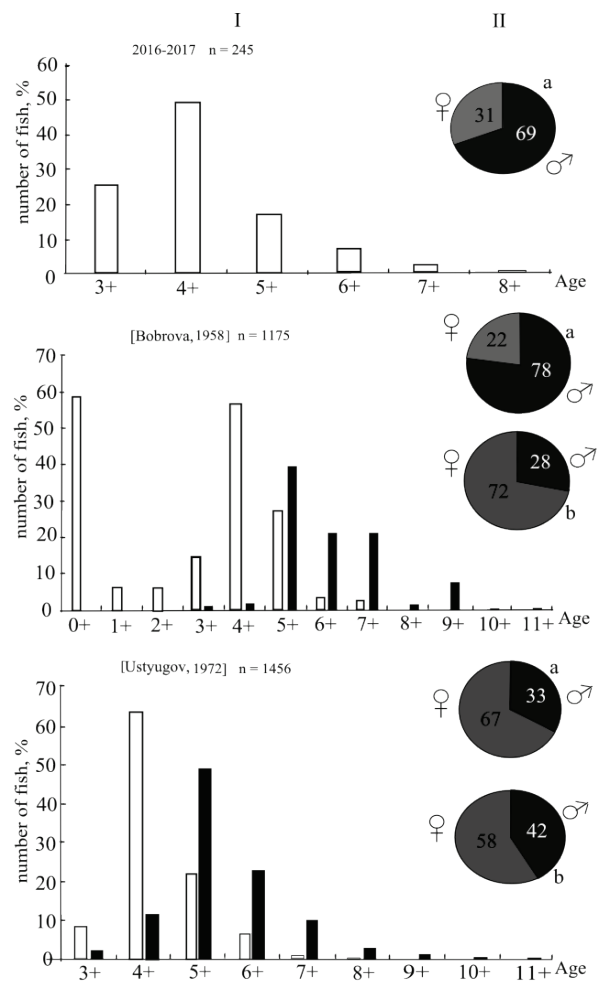 I II
2016-2017 n = 245
number of fish, %
60
50
40
30
20
10
0
3+ 4+ 5+ 6+ 7+ 8+ Age
♀ 31 69 ♂ a
[Bobrova, 1958] n = 1175
number of fish, %
70
60
50
40
30
20
10
0
0+ 1+ 2+ 3+ 4+ 5+ 6+ 7+ 8+ 9+ 10+ 11+ Age
♀ 22 78 ♂ a
♀ 72 28 ♂ b
[Ustyugov, 1972] n = 1456
number of fish, %
70
60
50
40
30
20
10
0
3+ 4+ 5+ 6+ 7+ 8+ 9+ 10+ 11+ Age
♀ 67 33 ♂ a
♀ 58 42 ♂ b